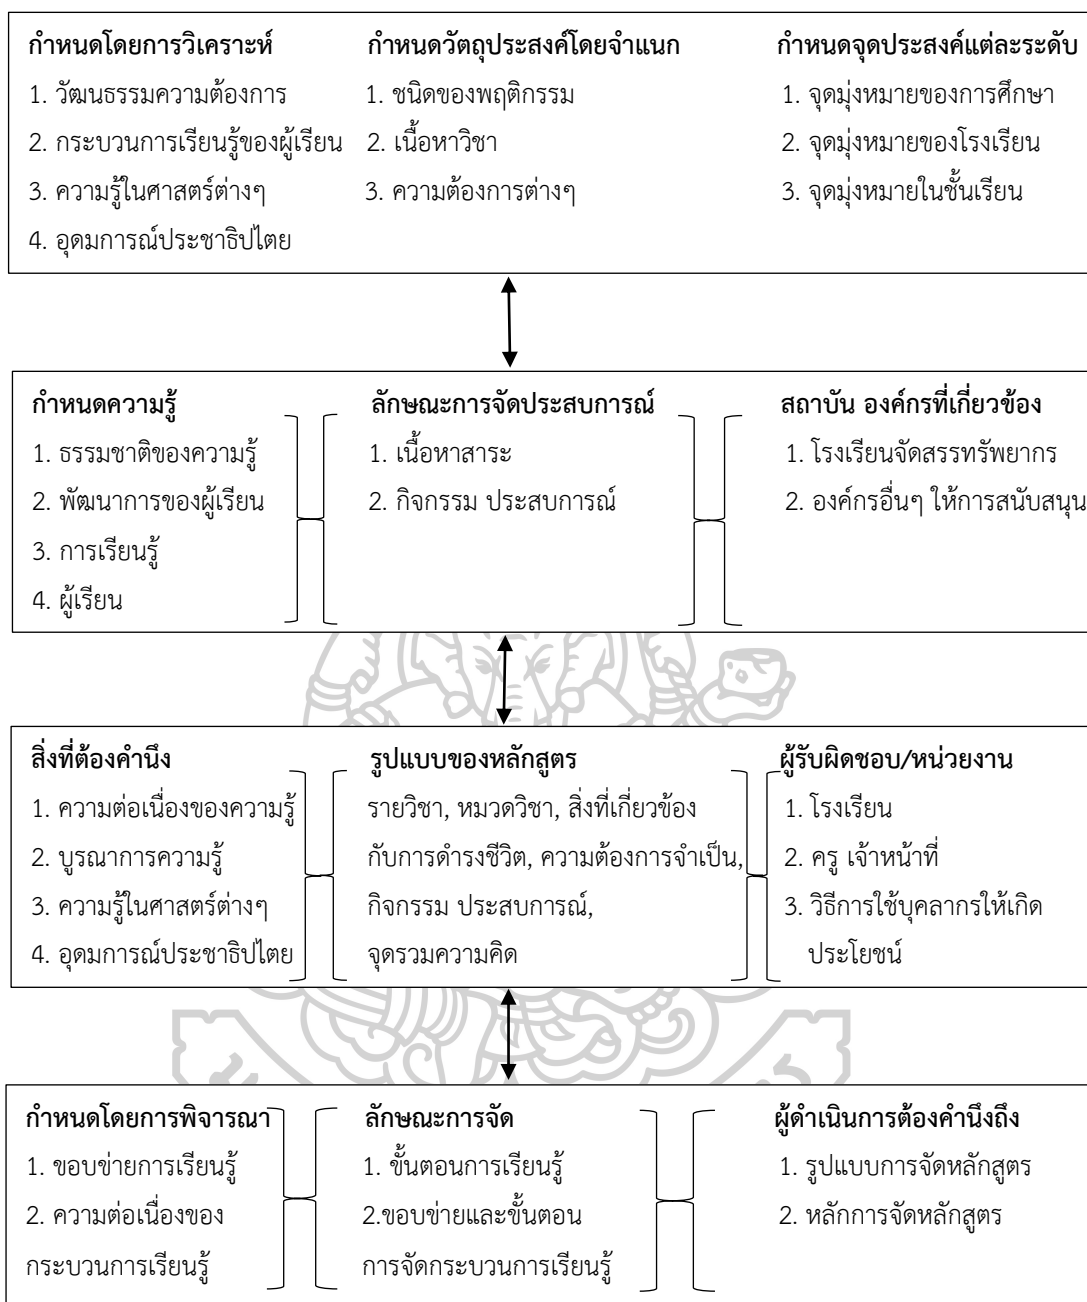 กำหนดโดยการวิเคราะห์
1. วัฒนธรรมความต้องการ
2. กระบวนการเรียนรู้ของผู้เรียน
3. ความรู้ในศาสตร์ต่างๆ
4. อุดมการณ์ประชาธิปไตย
กำหนดวัตถุประสงค์โดยจำแนก
1. ชนิดของพฤติกรรม
2. เนื้อหาวิชา
3. ความต้องการต่างๆ
กำหนดจุดประสงค์แต่ละระดับ
1. จุดมุ่งหมายของการศึกษา
2. จุดมุ่งหมายของโรงเรียน
3. จุดมุ่งหมายในชั้นเรียน
กำหนดความรู้
1. ธรรมชาติของความรู้
2. พัฒนาการของผู้เรียน
3. การเรียนรู้
4. ผู้เรียน
ลักษณะการจัดประสบการณ์
1. เนื้อหาสาระ
2. กิจกรรม ประสบการณ์
สถาบัน องค์กรที่เกี่ยวข้อง
1. โรงเรียนจัดสรรทรัพยากร
2. องค์กรอื่นๆ ให้การสนับสนุน
สิ่งที่ต้องคำนึง
1. ความต่อเนื่องของความรู้
2. บูรณาการความรู้
3. ความรู้ในศาสตร์ต่างๆ
4. อุดมการณ์ประชาธิปไตย
รูปแบบของหลักสูตร
รายวิชา, หมวดวิชา, สิ่งที่เกี่ยวข้อง
กับการดำรงชีวิต, ความต้องการจำเป็น,
กิจกรรม ประสบการณ์,
จุดรวมความคิด
ผู้รับผิดชอบ/หน่วยงาน
1. โรงเรียน
2. ครู เจ้าหน้าที่
3. วิธีการใช้บุคลากรให้เกิด
ประโยชน์
กำหนดโดยการพิจารณา
1. ขอบข่ายการเรียนรู้
2. ความต่อเนื่องของ
กระบวนการเรียนรู้
ลักษณะการจัด
1. ขั้นตอนการเรียนรู้
2.ขอบข่ายและขั้นตอน
การจัดกระบวนการเรียนรู้
ผู้ดำเนินการต้องคำนึงถึง
1. รูปแบบการจัดหลักสูตร
2. หลักการจัดหลักสูตร